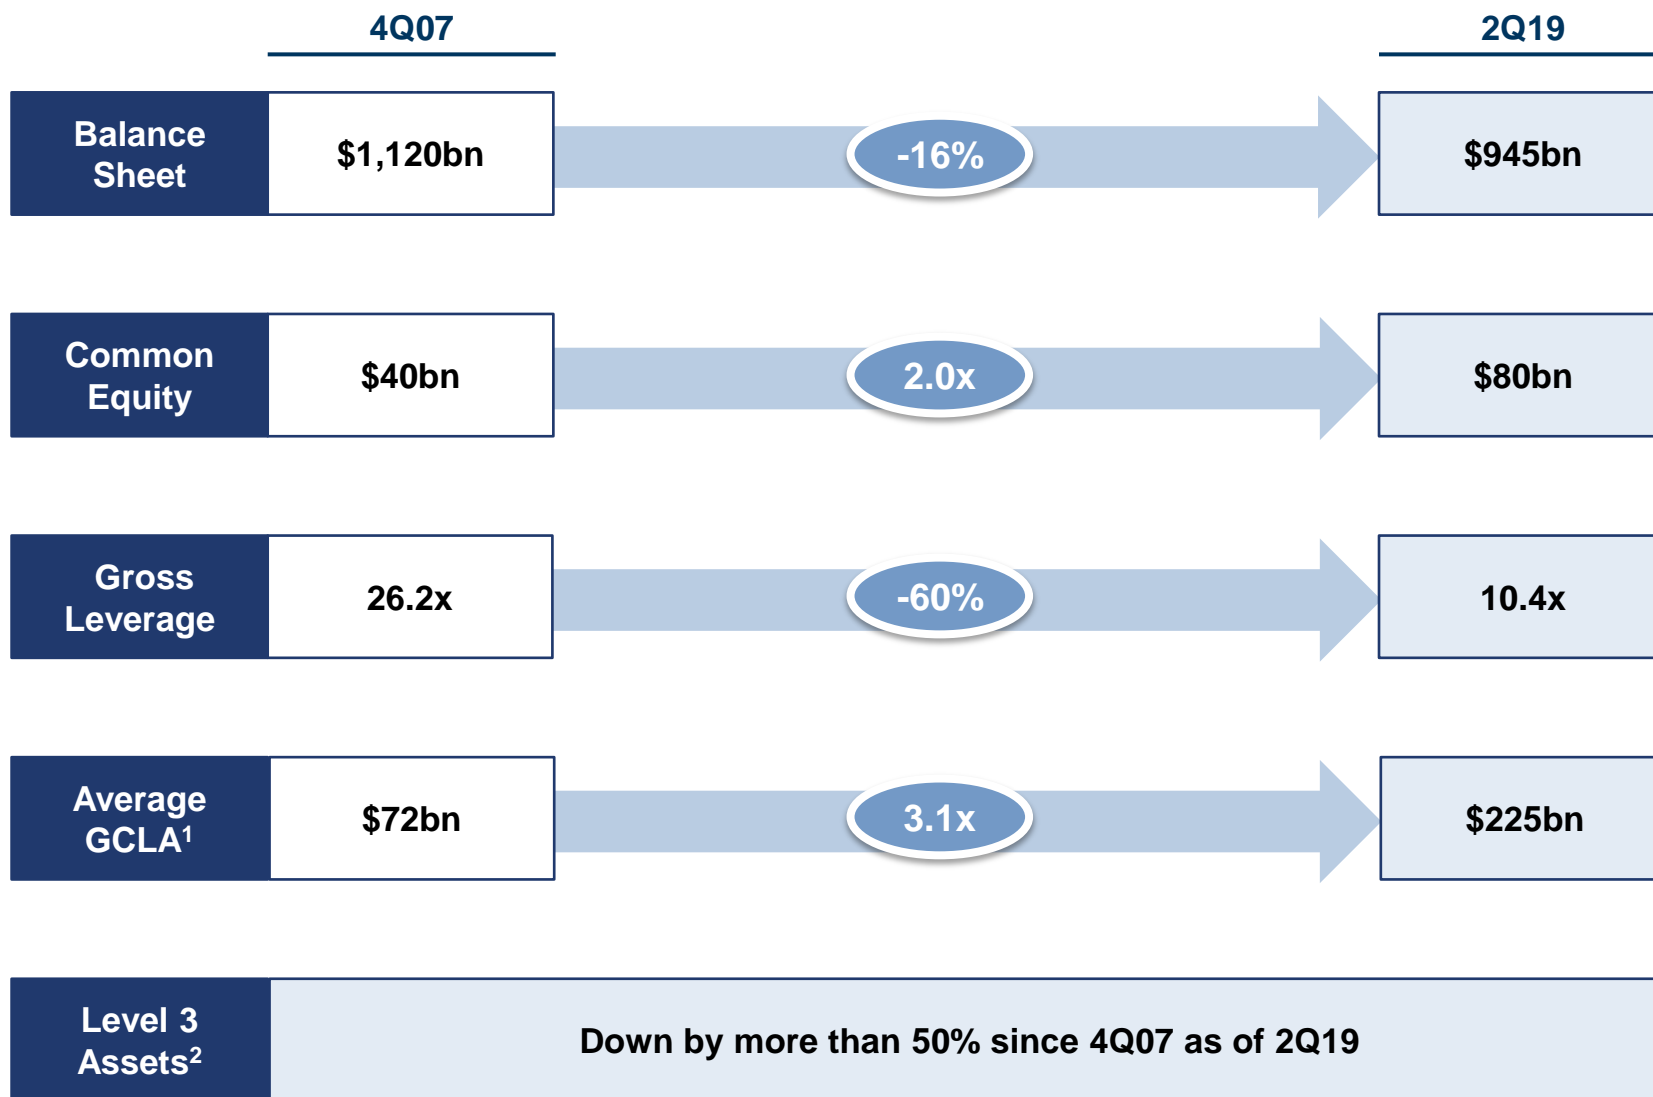 4Q07
2Q19
Balance
Sheet
$1,120bn
-16%
$945bn
Common
Equity
$40bn
2.0x
$80bn
Gross
Leverage
26.2x
-60%
10.4x
Average
GCLA¹
$72bn
3.1x
$225bn
Level 3
Assets²
Down by more than 50% since 4Q07 as of 2Q19